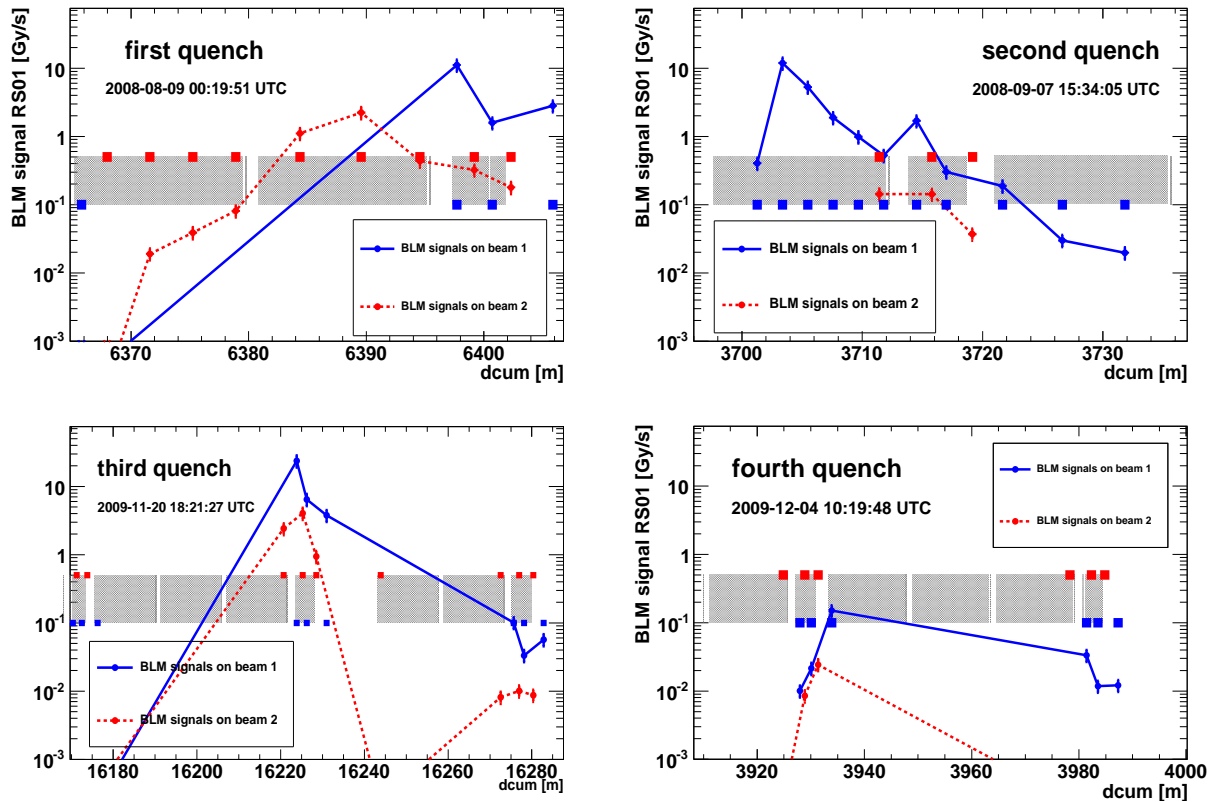 BLM signal RS01 [Gy/s]
first quench
2008-08-09 00:19:51 UTC
10
1
10-1
10-2
10-3
BLM signals on beam 1
BLM signals on beam 2
6370 6380 6390 6400
dcum [m]
BLM signal RS01 [Gy/s]
second quench
2008-09-07 15:34:05 UTC
10
1
10-1
10-2
10-3
BLM signals on beam 1
BLM signals on beam 2
3700 3710 3720 3730
dcum [m]
third quench
2009-11-20 18:21:27 UTC
10
1
10-1
10-2
10-3
BLM signals on beam 1
BLM signals on beam 2
16180 16200 16220 16240 16260 16280
dcum [m]
BLM signal RS01 [Gy/s]
fourth quench
2009-12-04 10:19:48 UTC
10
1
10-1
10-2
10-3
BLM signals on beam 1
BLM signals on beam 2
3920 3940 3960 3980 4000
dcum [m]